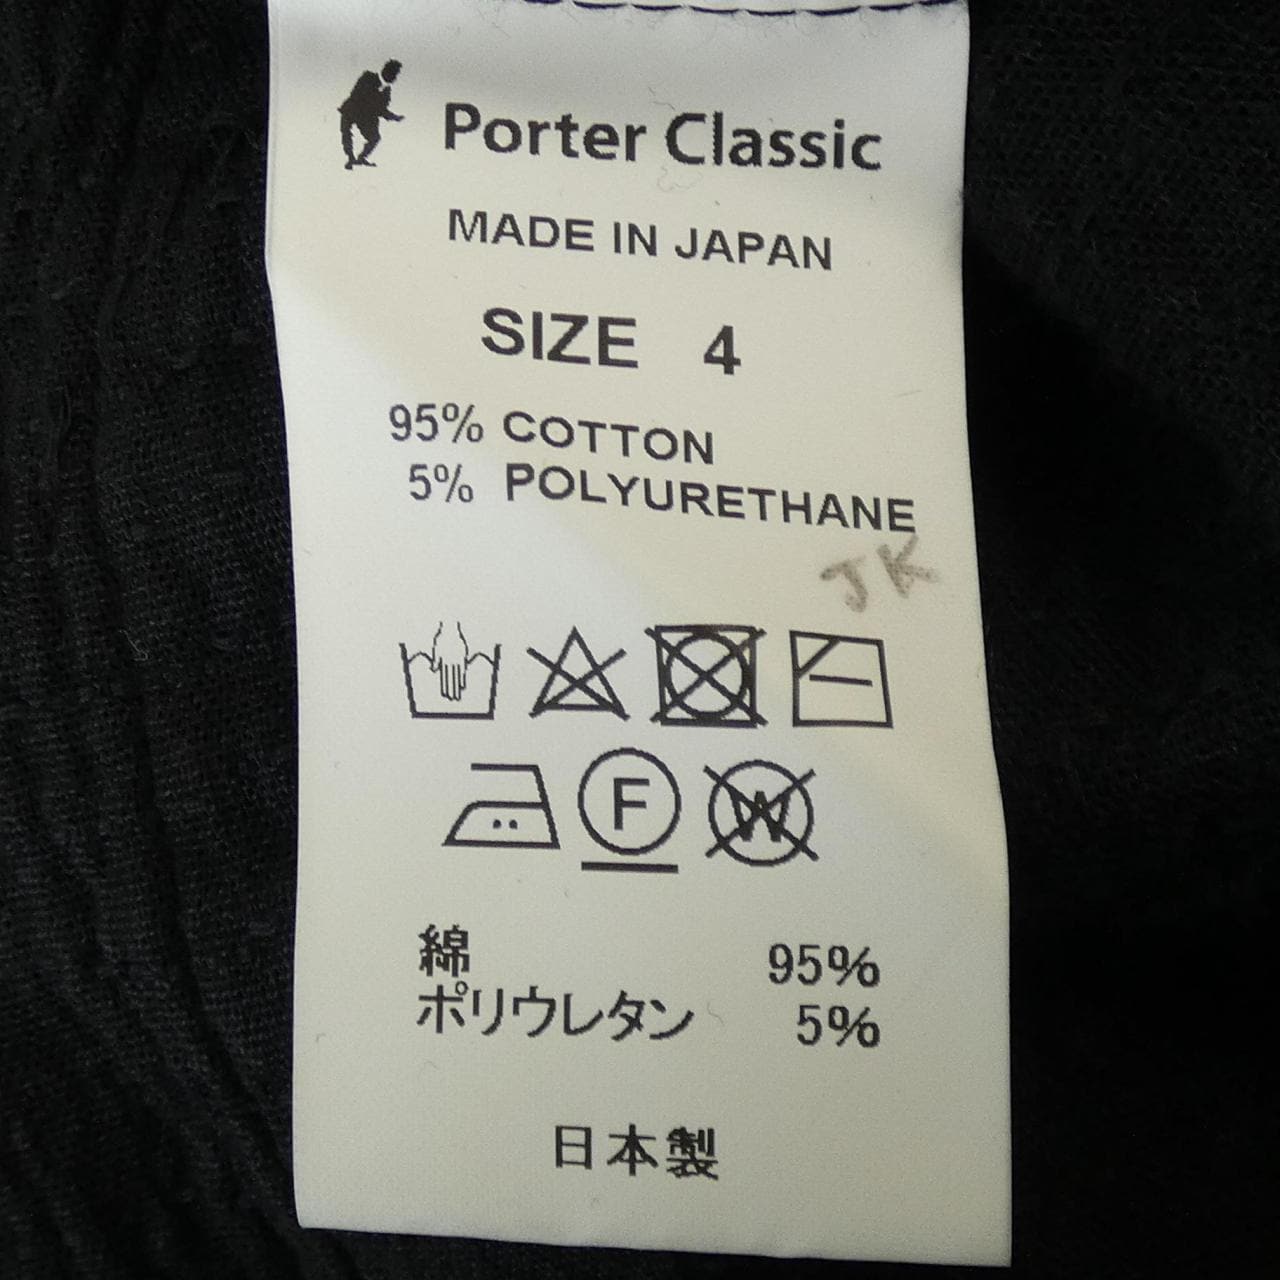 Porter Classic
MADE IN JAPAN
SIZE 4
95% COTTON
5% POLYURETHANE
JK
F
W
綿 95%
ポリウレタン 5%
日本製